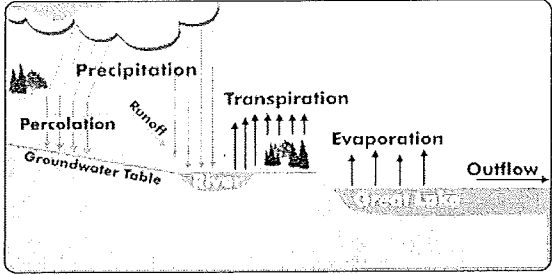 Precipitation
Runoff
Transpiration
Percolation
Evaporation
Groundwater Table
River
Outflow
Great Lake